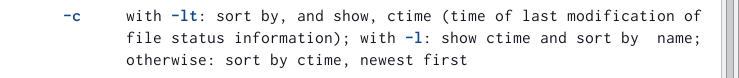 -c     with -lt: sort by, and show, ctime (time of last modification of
file status information); with -l: show ctime and sort by  name;
otherwise: sort by ctime, newest first